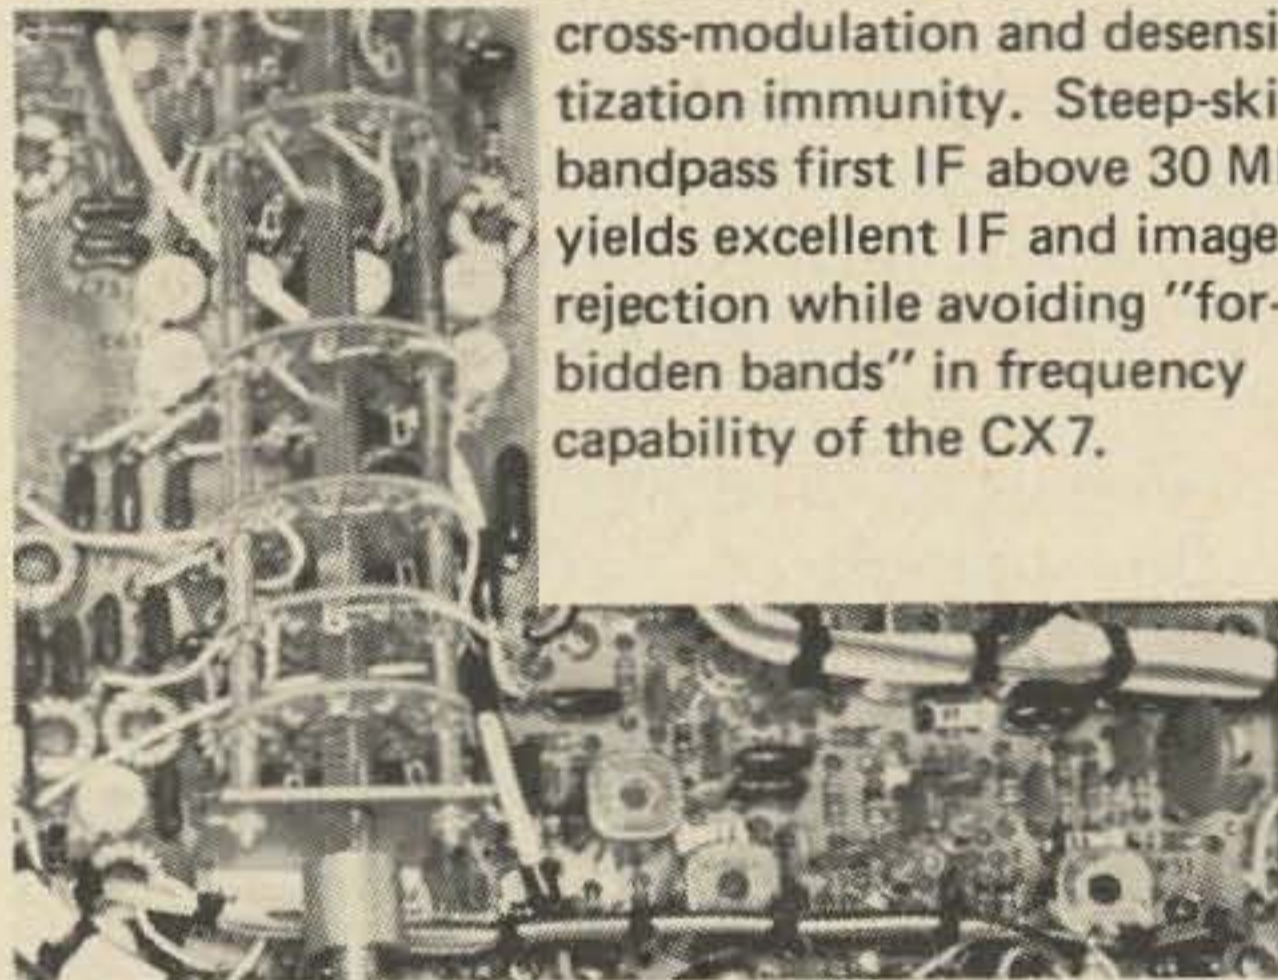 cross-modulation and desensi
tization immunity. Steep-ski
bandpass first IF above 30 M
yields excellent IF and image
rejection while avoiding "for-
bidden bands" in frequency
capability of the CX7.